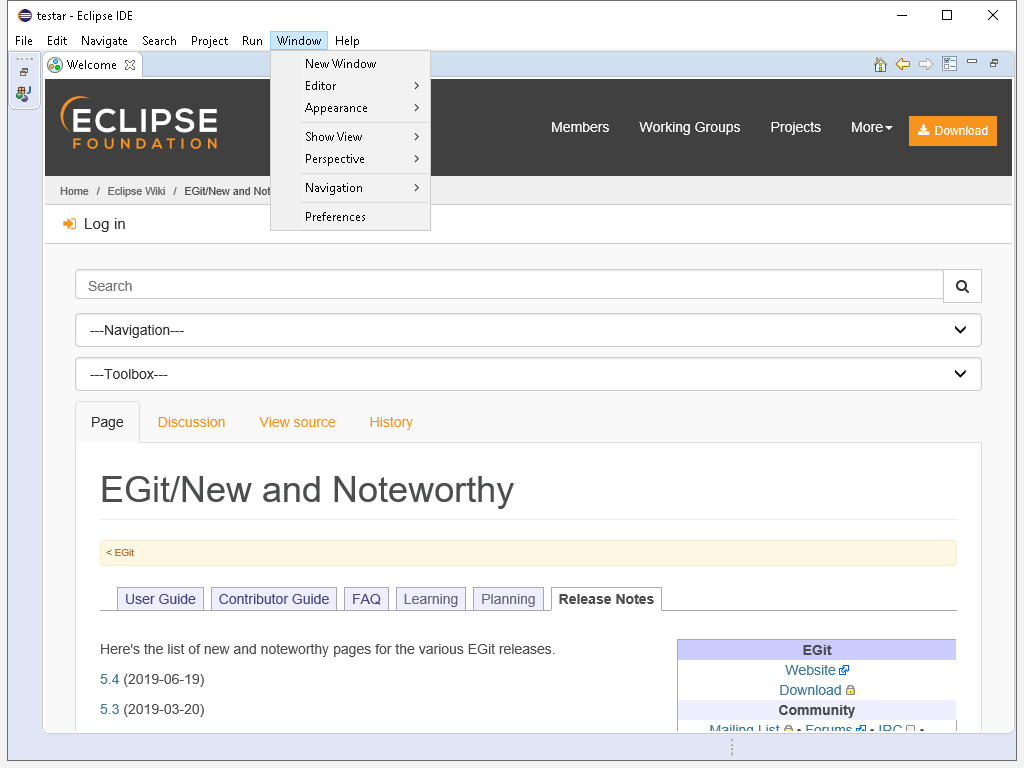 testar - Eclipse IDE
File Edit Navigate Search Project Run Window Help
Welcome
New Window
Editor
Appearance
Show View
Perspective
Navigation
Preferences
ECLIPSE
FOUNDATION
Members Working Groups Projects More Download
Home / Eclipse Wiki / EGit/New and Not
Log in
Search
---Navigation---
---Toolbox---
Page Discussion View source History
EGit/New and Noteworthy
< EGit
User Guide Contributor Guide FAQ Learning Planning Release Notes
Here's the list of new and noteworthy pages for the various EGit releases.
5.4 (2019-06-19)
5.3 (2019-03-20)
EGit
Website
Download
Community
Mailing List • Forums • IRC •